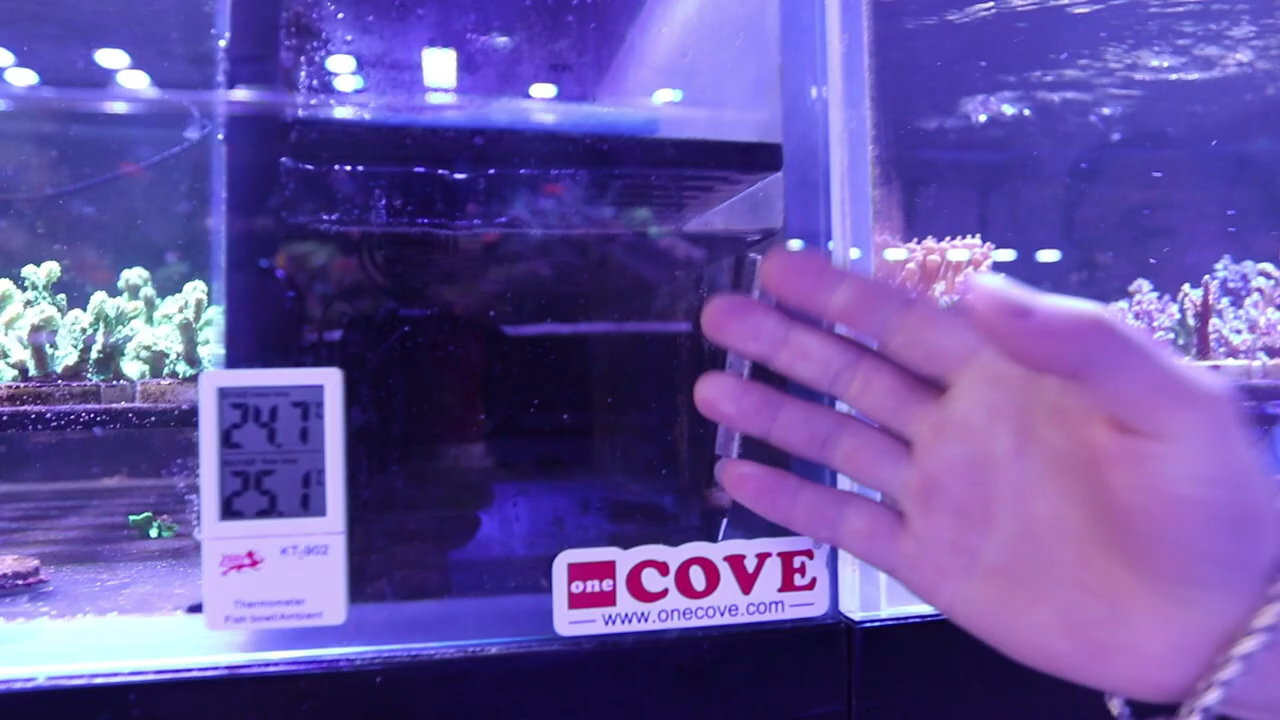 24.7°
25.1°
KT-902
Thermometer
Fish bowl/Ambient
one COVE
www.onecove.com